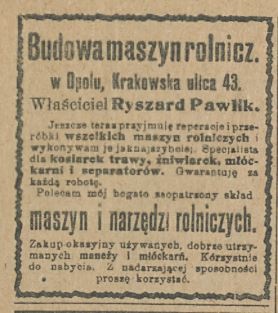 Budowa maszyn rolnicz.
w Opolu, Krakowska ulica 43.
Właściciel Ryszard Pawlik.
Jeszcze teraz przyjmuję reperacje i prze-
róbki wszelkich maszyn rolniczych i
wykonywam je jaknajszybciej. Specjalista
dla kosiarek trawy, żniwiarek, młóc-
karni i separatorów. Gwarantuję za
każdą robotę.
Polecam mój bogato zaopatrzony skład
maszyn i narzędzi rolniczych.
Zakup okazyjny używanych, dobrze utrzy-
manych maneży i młóckarń. Korzystnie
do nabycia. Z nadarzającej sposobności
proszę korzystać.